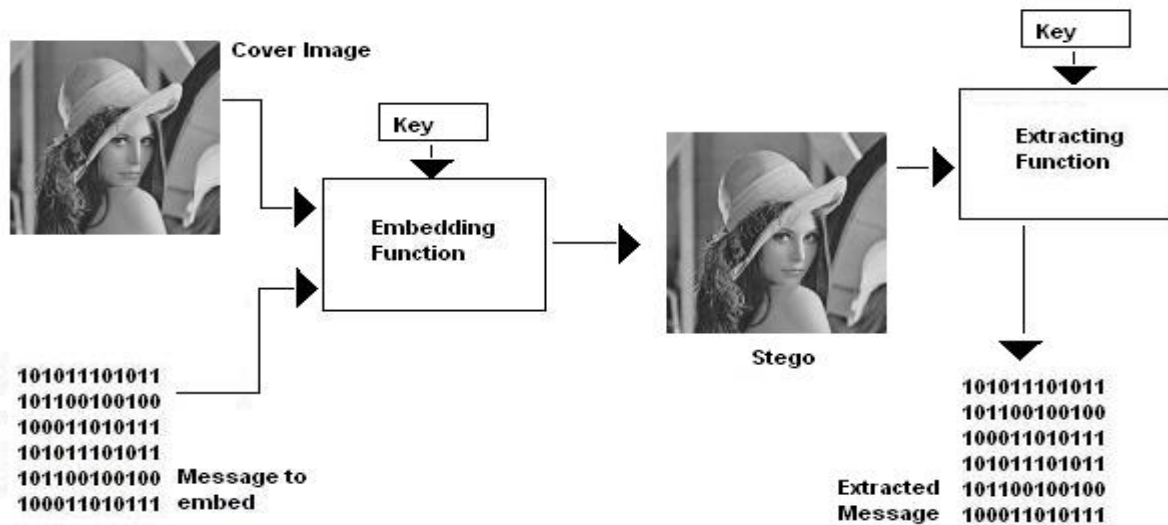 Cover Image
Key
Embedding
Function
101011101011
101100100100
100011010111
101011101011
101100100100
100011010111
Message to
embed
Stego
Key
Extracting
Function
101011101011
101100100100
100011010111
101011101011
101100100100
100011010111
Extracted
Message